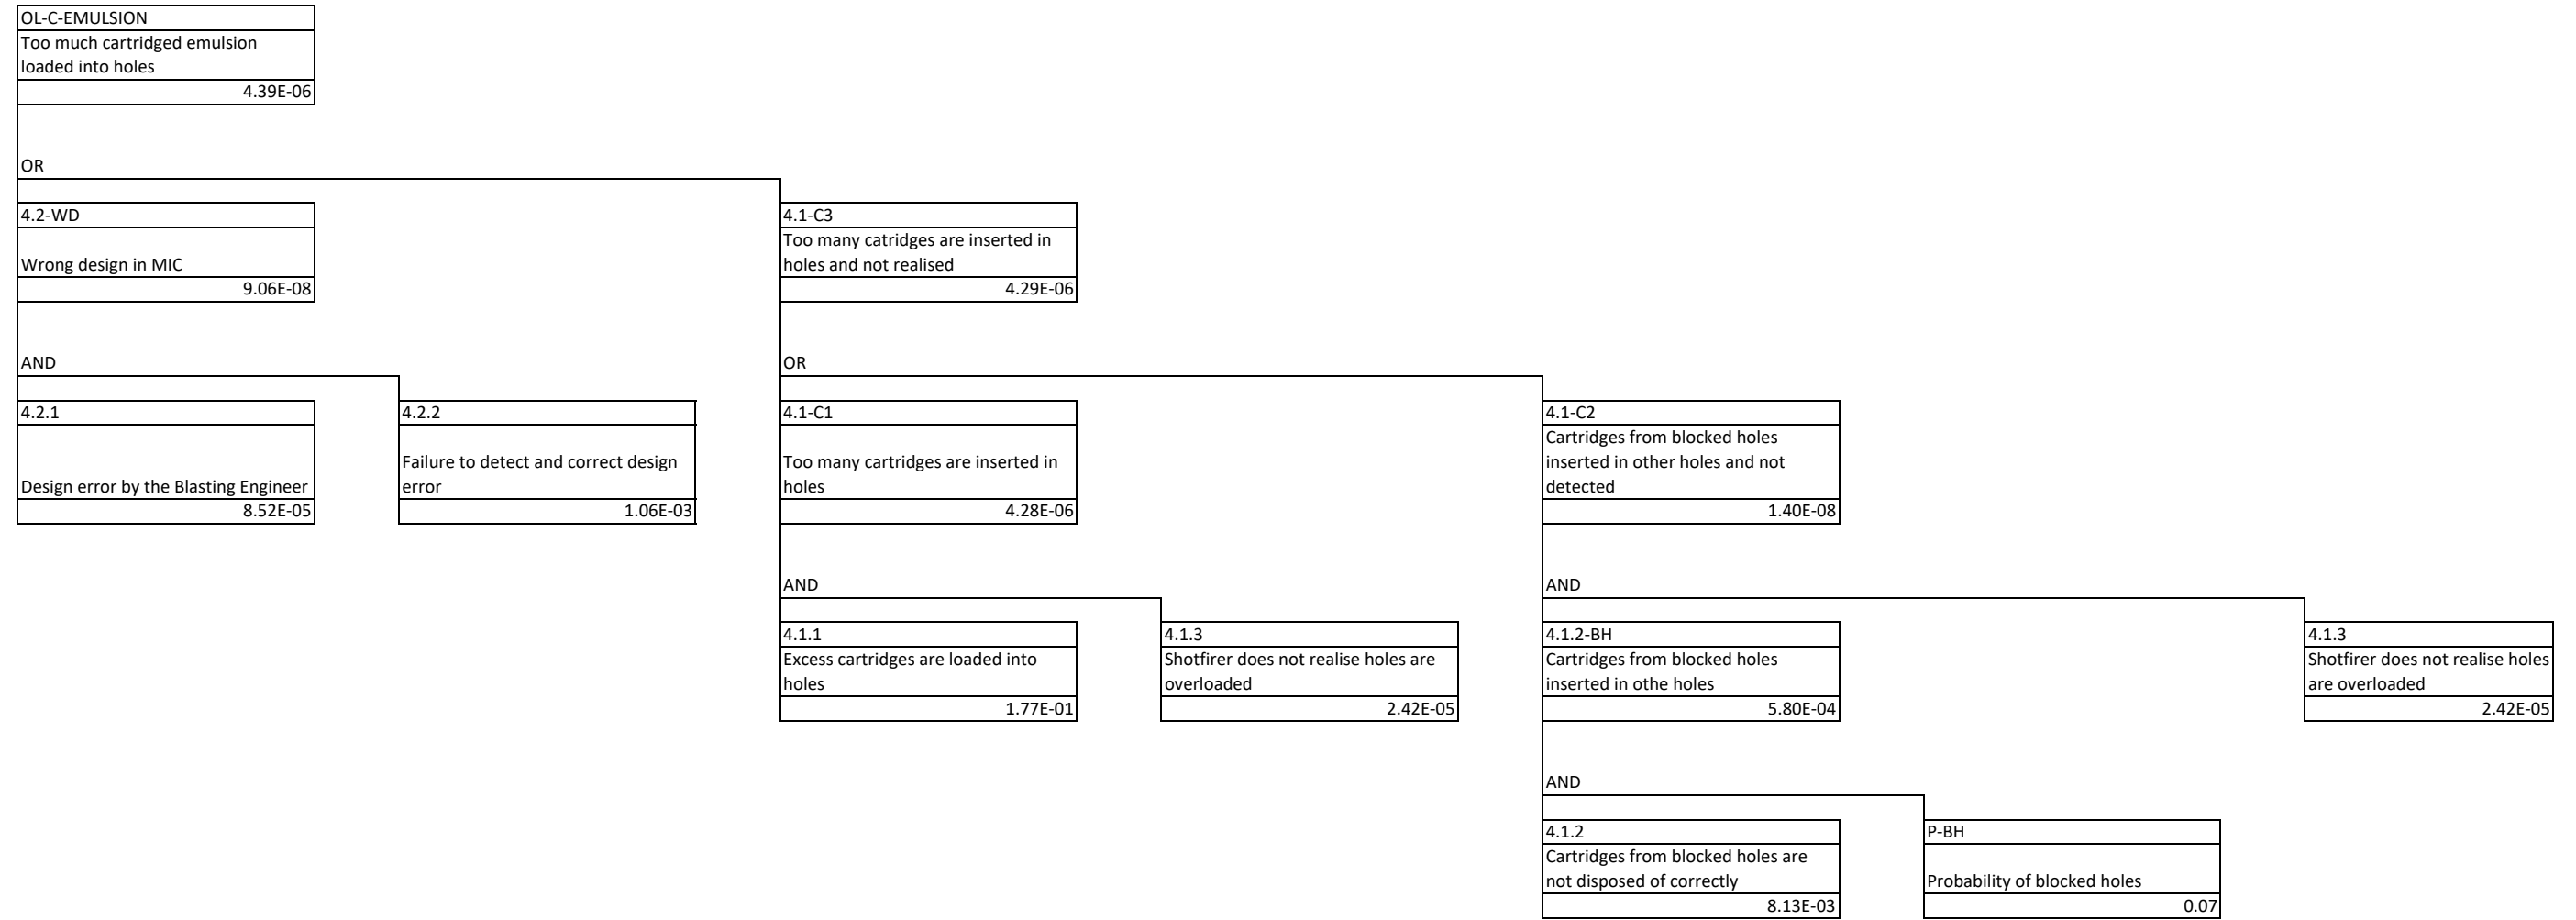 OL-C-EMULSION
Too much cartridged emulsion
loaded into holes
4.39E-06
OR
4.2-WD
Wrong design in MIC
9.06E-08
4.1-C3
Too many catridges are inserted in
holes and not realised
4.29E-06
AND
OR
4.2.1
Design error by the Blasting Engineer
8.52E-05
4.2.2
Failure to detect and correct design
error
1.06E-03
4.1-C1
Too many cartridges are inserted in
holes
4.28E-06
4.1-C2
Cartridges from blocked holes
inserted in other holes and not
detected
1.40E-08
AND
AND
4.1.1
Excess cartridges are loaded into
holes
1.77E-01
4.1.3
Shotfirer does not realise holes are
overloaded
2.42E-05
4.1.2-BH
Cartridges from blocked holes
inserted in othe holes
5.80E-04
4.1.3
Shotfirer does not realise holes
are overloaded
2.42E-05
AND
4.1.2
Cartridges from blocked holes are
not disposed of correctly
8.13E-03
P-BH
Probability of blocked holes
0.07